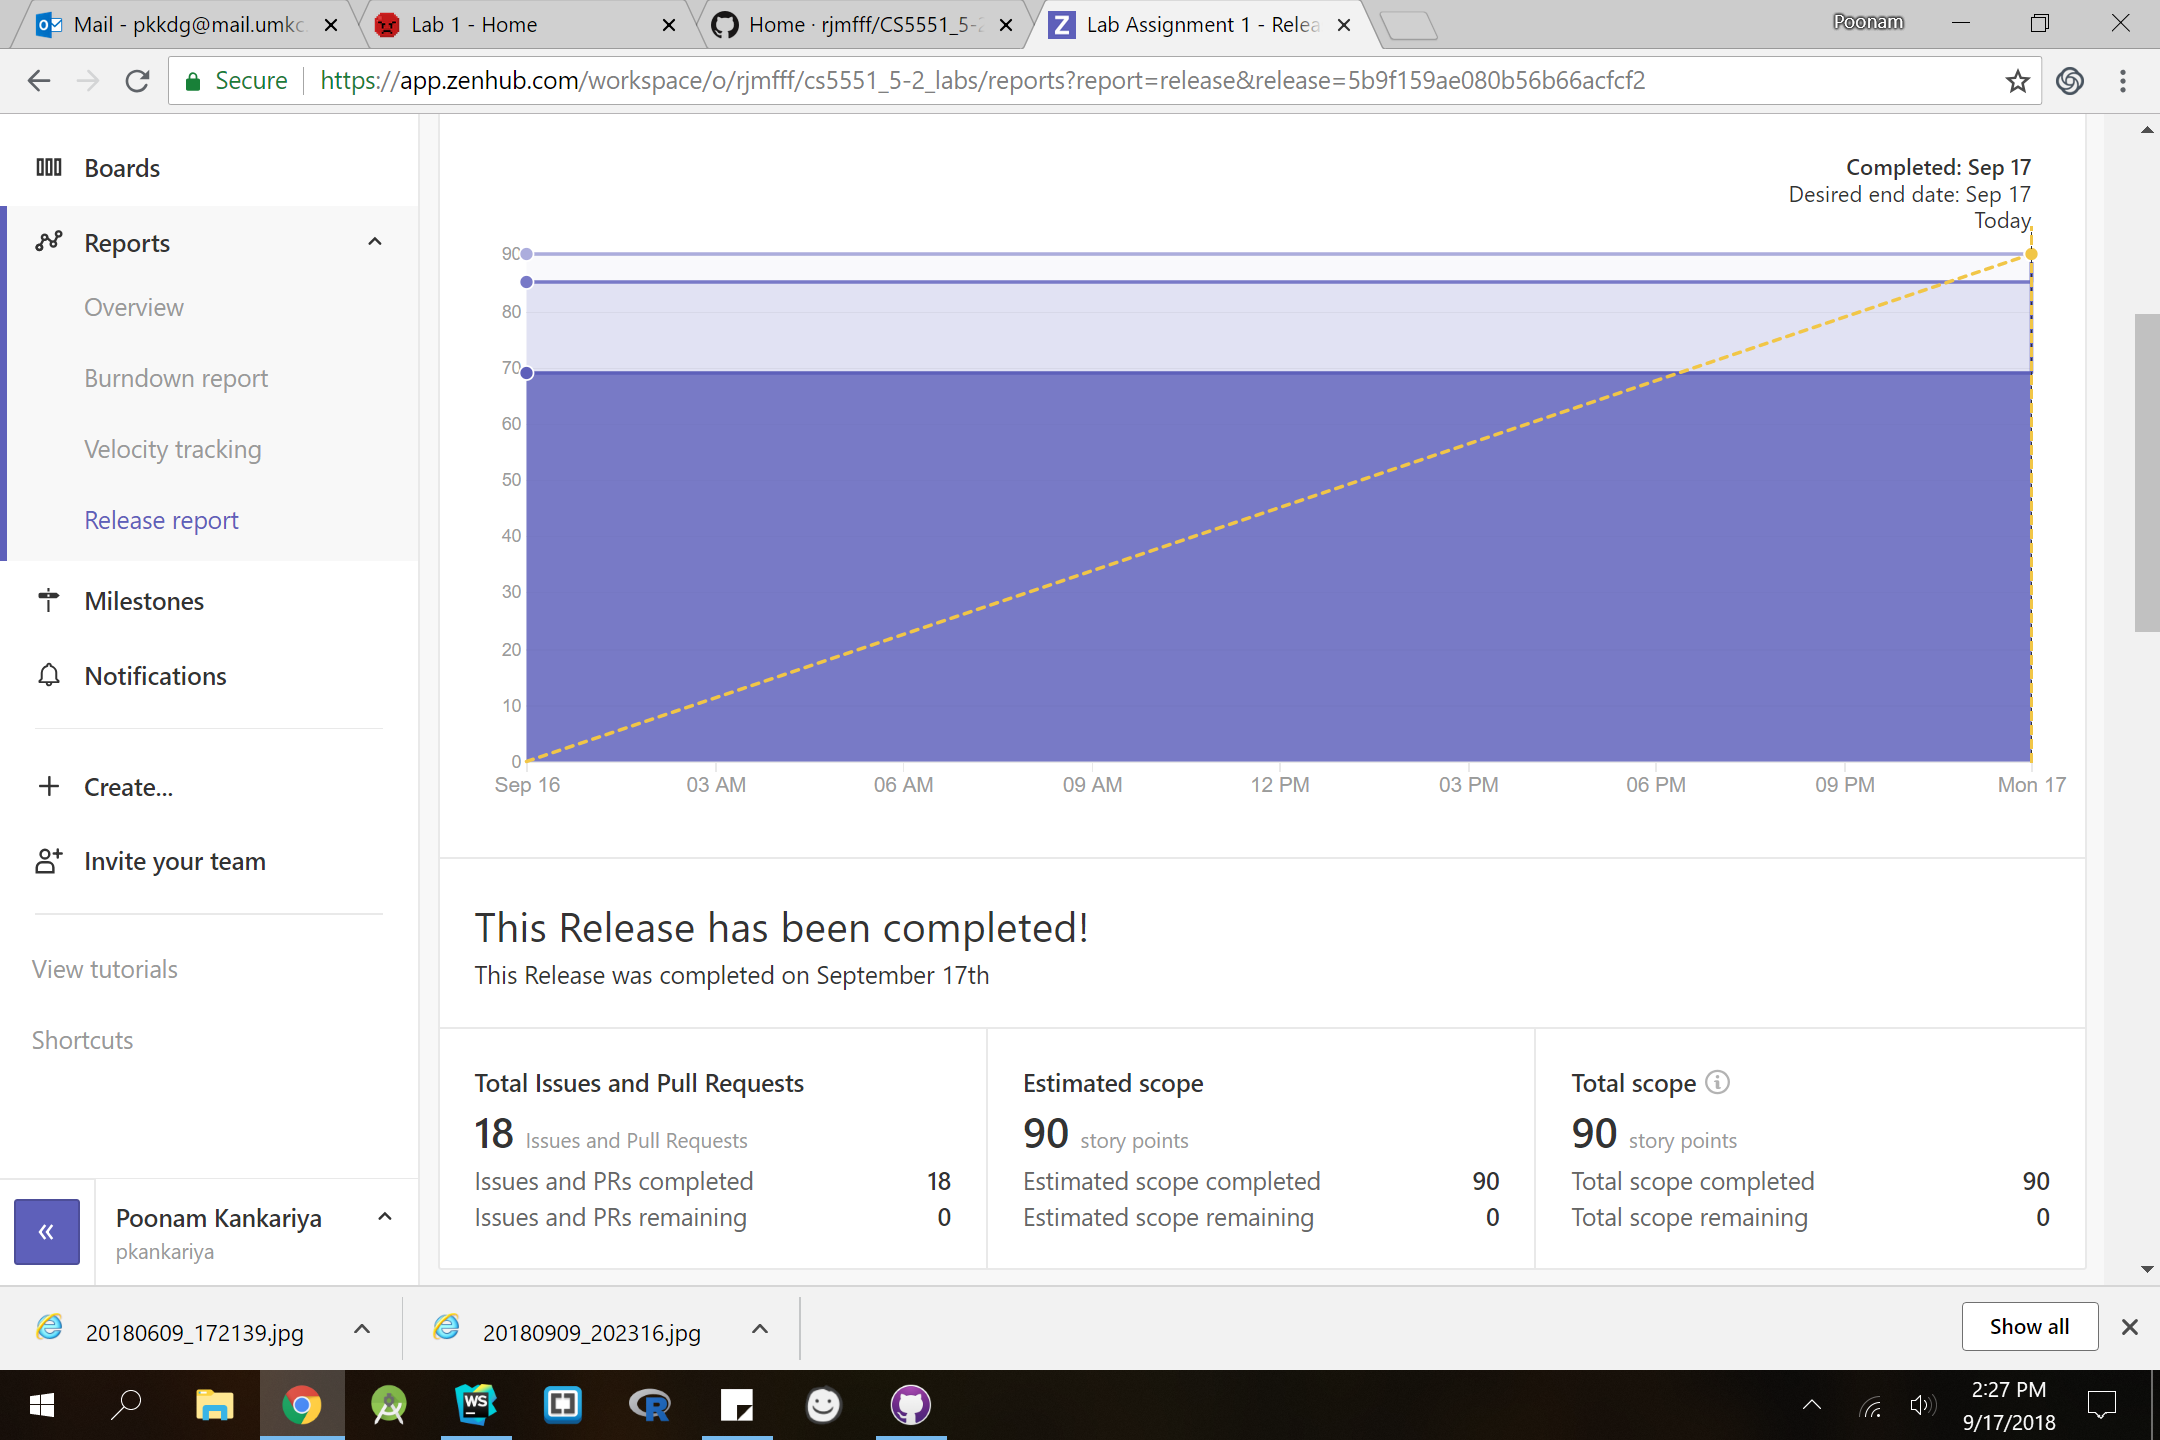 Mail - pkkdg@mail.umkc
Lab 1 - Home
Home · rjmfff/CS5551_5-2
Lab Assignment 1 - Relea
Poonam
Secure
https://app.zenhub.com/workspace/o/rjmfff/cs5551_5-2_labs/reports?report=release&release=5b9f159ae080b56b66acfcf2
Boards
Reports
Overview
Burndown report
Velocity tracking
Release report
Milestones
Notifications
Create...
Invite your team
View tutorials
Shortcuts
Poonam Kankariya
pkankariya
Completed: Sep 17
Desired end date: Sep 17
Today
90
80
70
60
50
40
30
20
10
0
Sep 16 03 AM 06 AM 09 AM 12 PM 03 PM 06 PM 09 PM Mon 17
This Release has been completed!
This Release was completed on September 17th
Total Issues and Pull Requests
18 Issues and Pull Requests
Issues and PRs completed 18
Issues and PRs remaining 0
Estimated scope
90 story points
Estimated scope completed 90
Estimated scope remaining 0
Total scope
90 story points
Total scope completed 90
Total scope remaining 0
20180609_172139.jpg
20180909_202316.jpg
Show all
WS
R
2:27 PM
9/17/2018